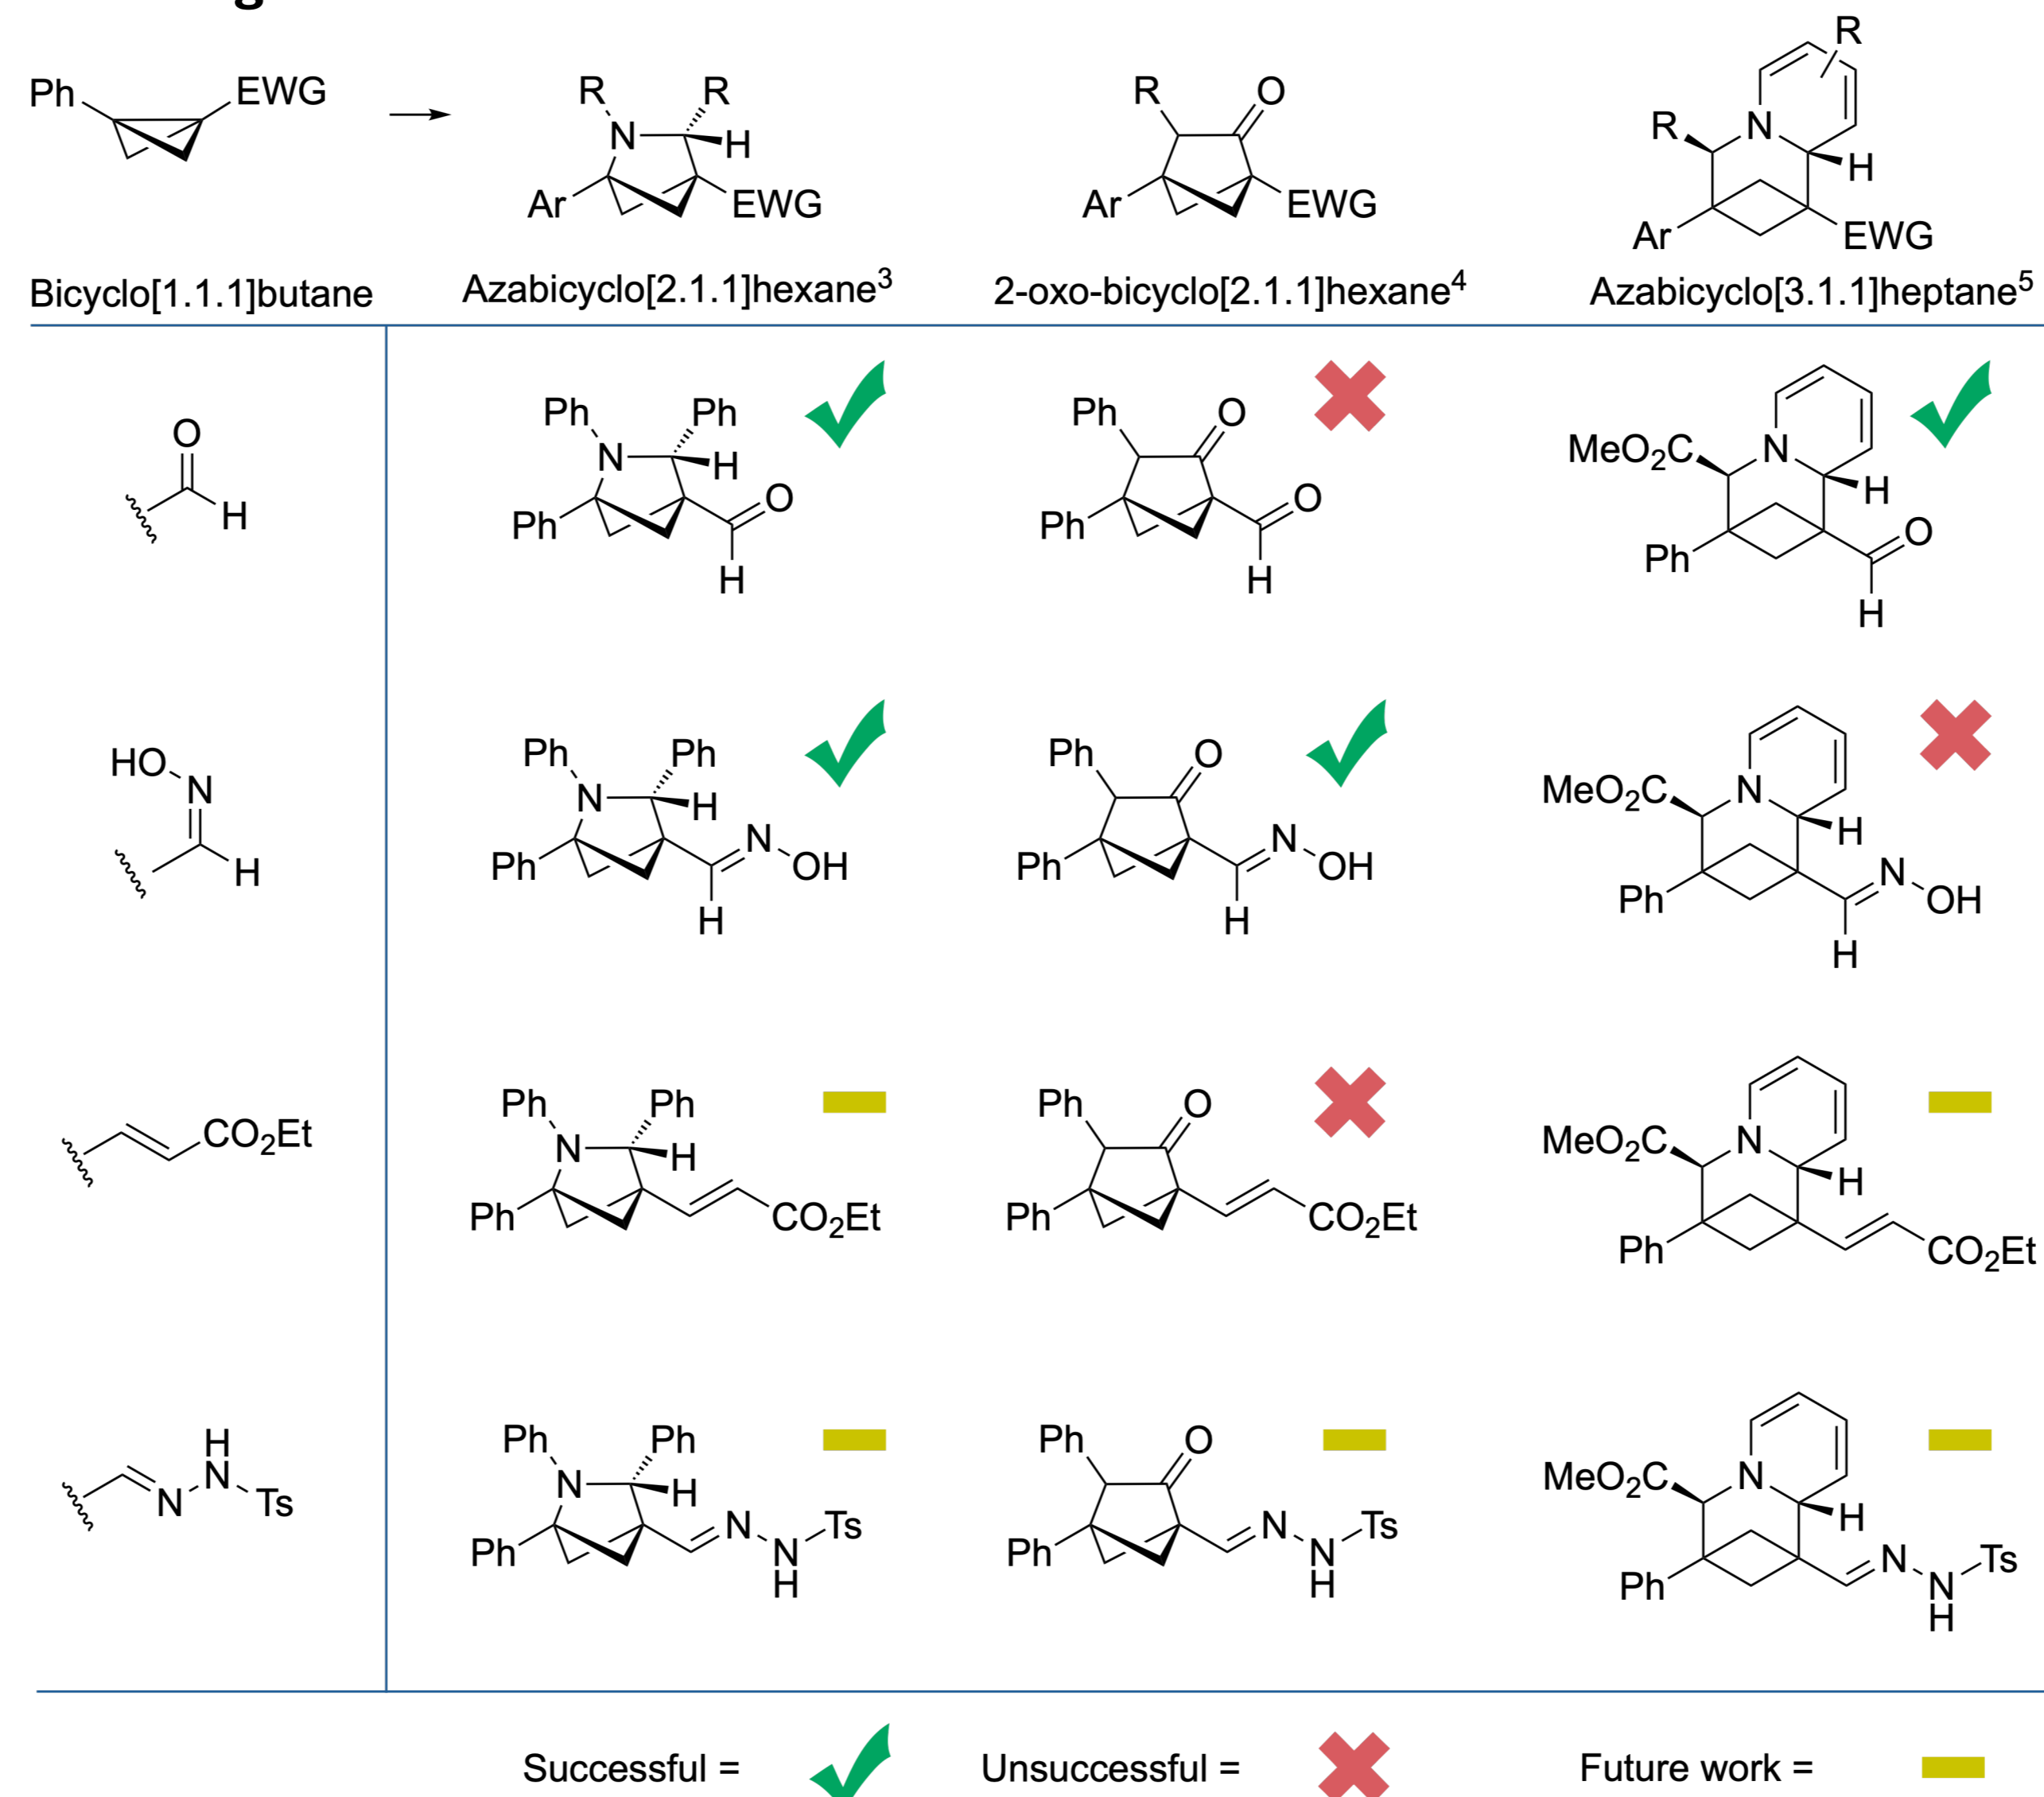 g
Ph EWG
R R
N
H
Ar EWG
R O
Ar EWG
R
R N
H
Ar EWG
Bicyclo[1.1.1]butane
Azabicyclo[2.1.1]hexane3
2-oxo-bicyclo[2.1.1]hexane4
Azabicyclo[3.1.1]heptane5
O
H
Ph Ph
N
H
Ph O
H
Ph O
Ph O
H
MeO2C N
H
Ph O
H
HO
N
H
Ph Ph
N
H
Ph N
OH
H
Ph O
Ph N
OH
H
MeO2C N
H
Ph N
OH
H
CO2Et
Ph Ph
N
H
Ph CO2Et
Ph O
Ph CO2Et
MeO2C N
H
Ph CO2Et
H
N
N Ts
Ph Ph
N
H
Ph N Ts
N
H
Ph O
Ph N Ts
N
H
MeO2C N
H
Ph N Ts
N
H
Successful =
Unsuccessful =
Future work =